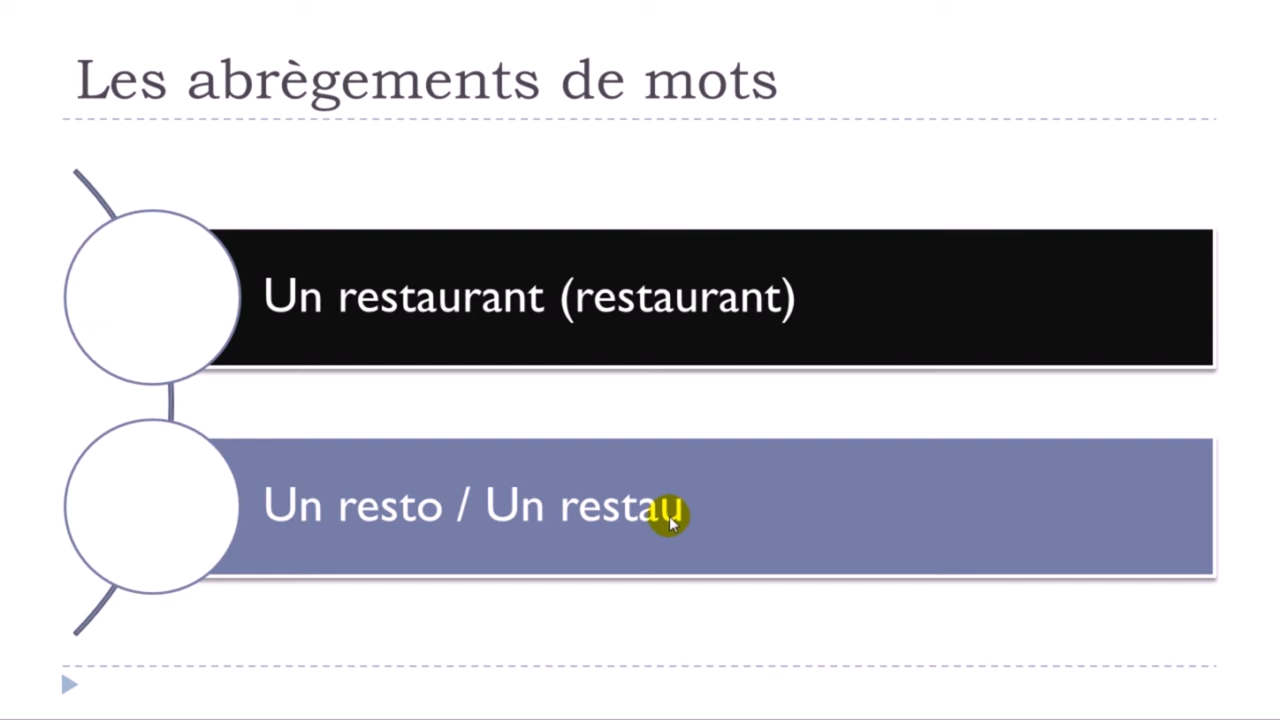 Les abrègements de mots
Un restaurant (restaurant)
Un resto / Un restau